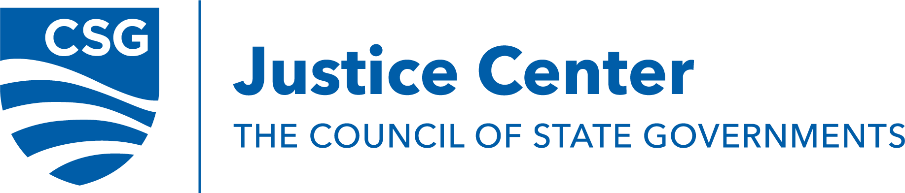 CSG
Justice Center
THE COUNCIL OF STATE GOVERNMENTS